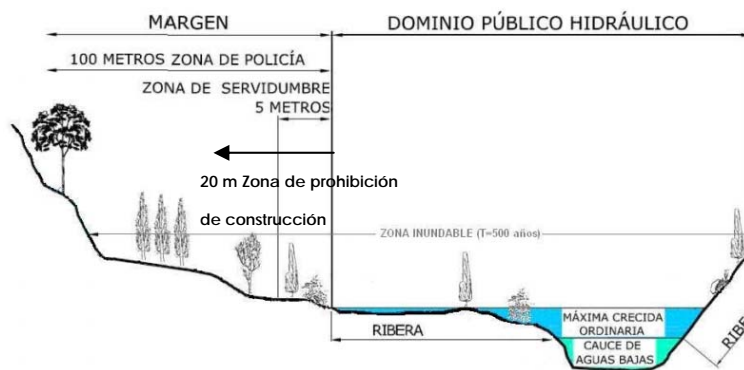 MARGEN
DOMINIO PÚBLICO HIDRÁULICO
100 METROS ZONA DE POLICÍA
ZONA DE SERVIDUMBRE
5 METROS
20 m Zona de prohibición
de construcción
ZONA INUNDABLE (T=500 años)
MÁXIMA CRECIDA
ORDINARIA
RIBERA
CAUCE DE
AGUAS BAJAS
RIBE